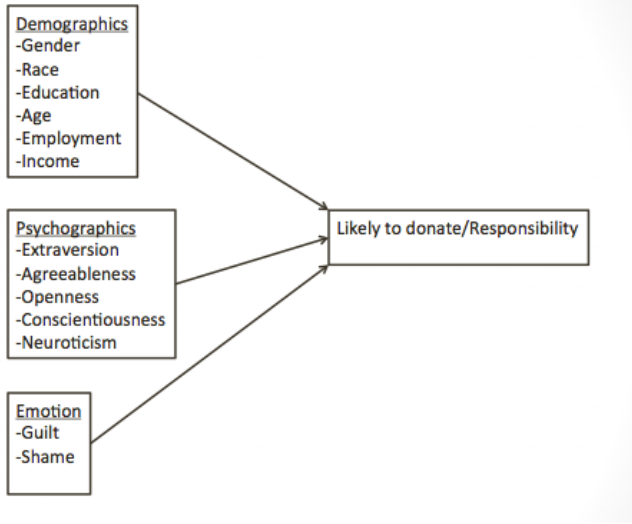 Demographics
-Gender
-Race
-Education
-Age
-Employment
-Income
Psychographics
-Extraversion
-Agreeableness
-Openness
-Conscientiousness
-Neuroticism
Likely to donate/Responsibility
Emotion
-Guilt
-Shame